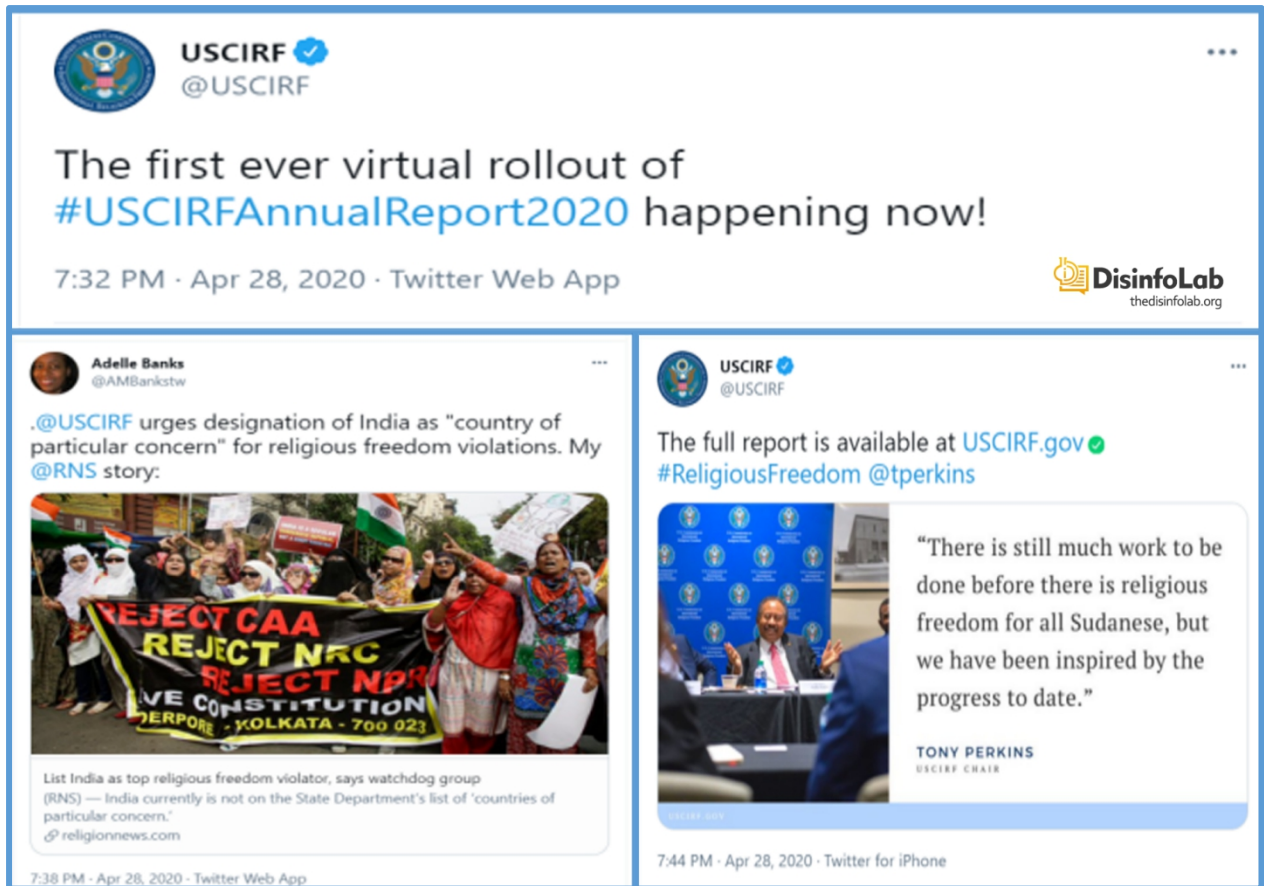 USCIRF
@USCIRF
The first ever virtual rollout of
#USCIRFAnnualReport2020 happening now!
7:32 PM · Apr 28, 2020 · Twitter Web App
DisinfoLab
thedisinfolab.org
Adelle Banks
@AMBankstw
.@USCIRF urges designation of India as "country of
particular concern" for religious freedom violations. My
@RNS story:
REJECT CAA
REJECT NRC
REJECT NPR
VE CONSTITUTION
DERPORE - KOLKATA - 700 023
List India as top religious freedom violator, says watchdog group
(RNS) — India currently is not on the State Department's list of 'countries of
particular concern.'
religionnews.com
7:38 PM · Apr 28, 2020 · Twitter Web App
USCIRF
@USCIRF
The full report is available at USCIRF.gov
#ReligiousFreedom @tperkins
“There is still much work to be
done before there is religious
freedom for all Sudanese, but
we have been inspired by the
progress to date.”
TONY PERKINS
USCIRF CHAIR
USCIRF.GOV
7:44 PM · Apr 28, 2020 · Twitter for iPhone